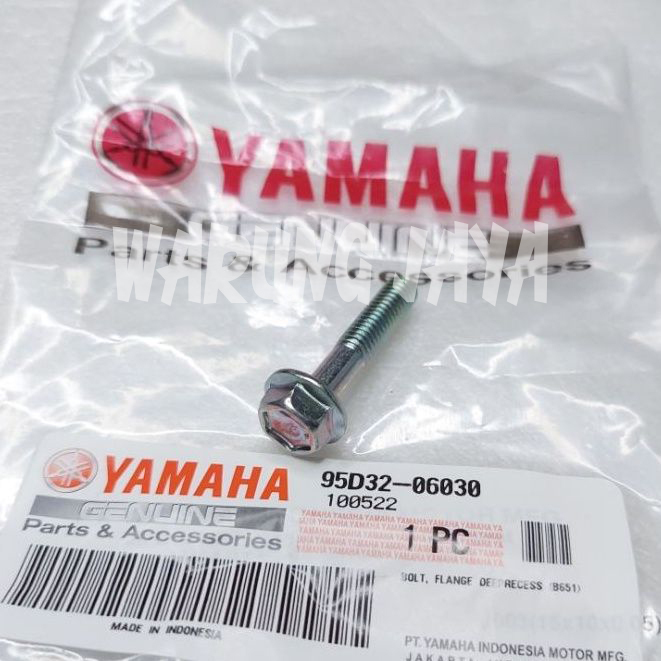 YAMAHA
GENUINE
Parts & Accessories
WARUNG JAYA
YAMAHA
GENUINE
Parts & Accessories
MADE IN INDONESIA
95D32-06030
100522
1 PC
BOLT, FLANGE DEEPRECESS (B651)
PT. YAMAHA INDONESIA MOTOR MFG.